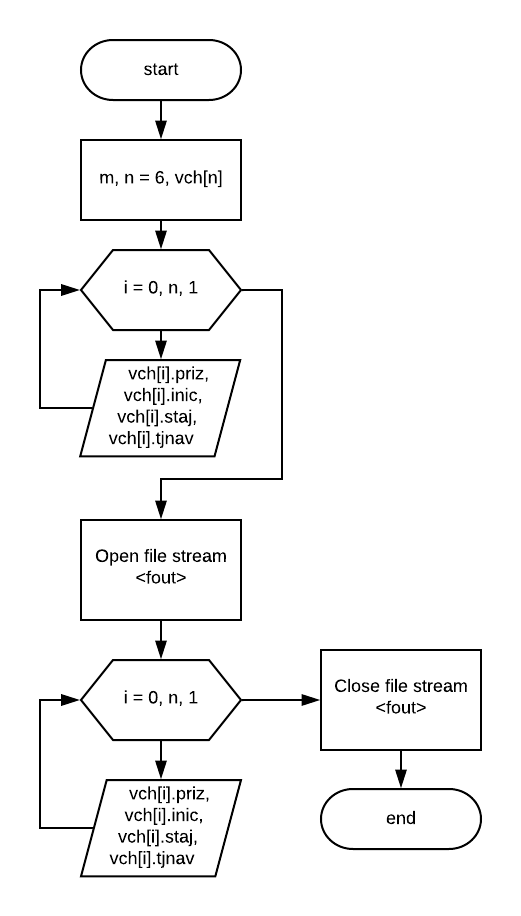 start
m, n = 6, vch[n]
i = 0, n, 1
vch[i].priz,
vch[i].inic,
vch[i].staj,
vch[i].tjnav
Open file stream
<fout>
i = 0, n, 1
Close file stream
<fout>
vch[i].priz,
vch[i].inic,
vch[i].staj,
vch[i].tjnav
end